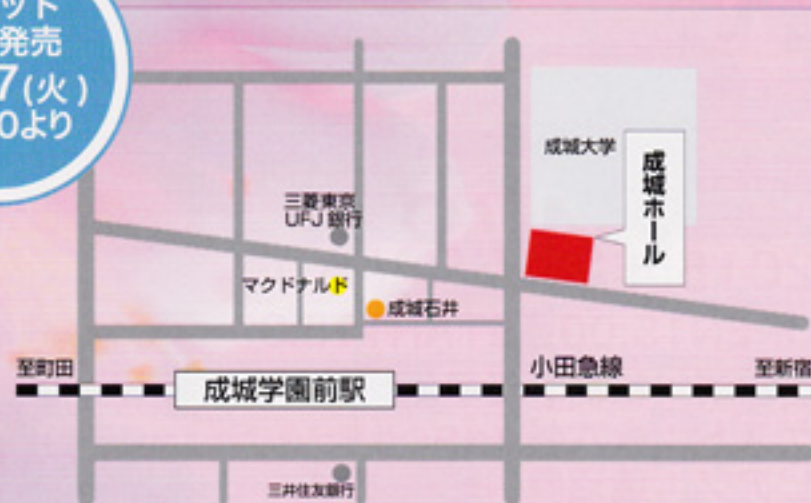 ット
発売
7(火)
0より
成城大学
成城ホール
三菱東京
UFJ銀行
マクドナルド
成城石井
至町田
小田急線
至新宿
成城学園前駅
三井住友銀行